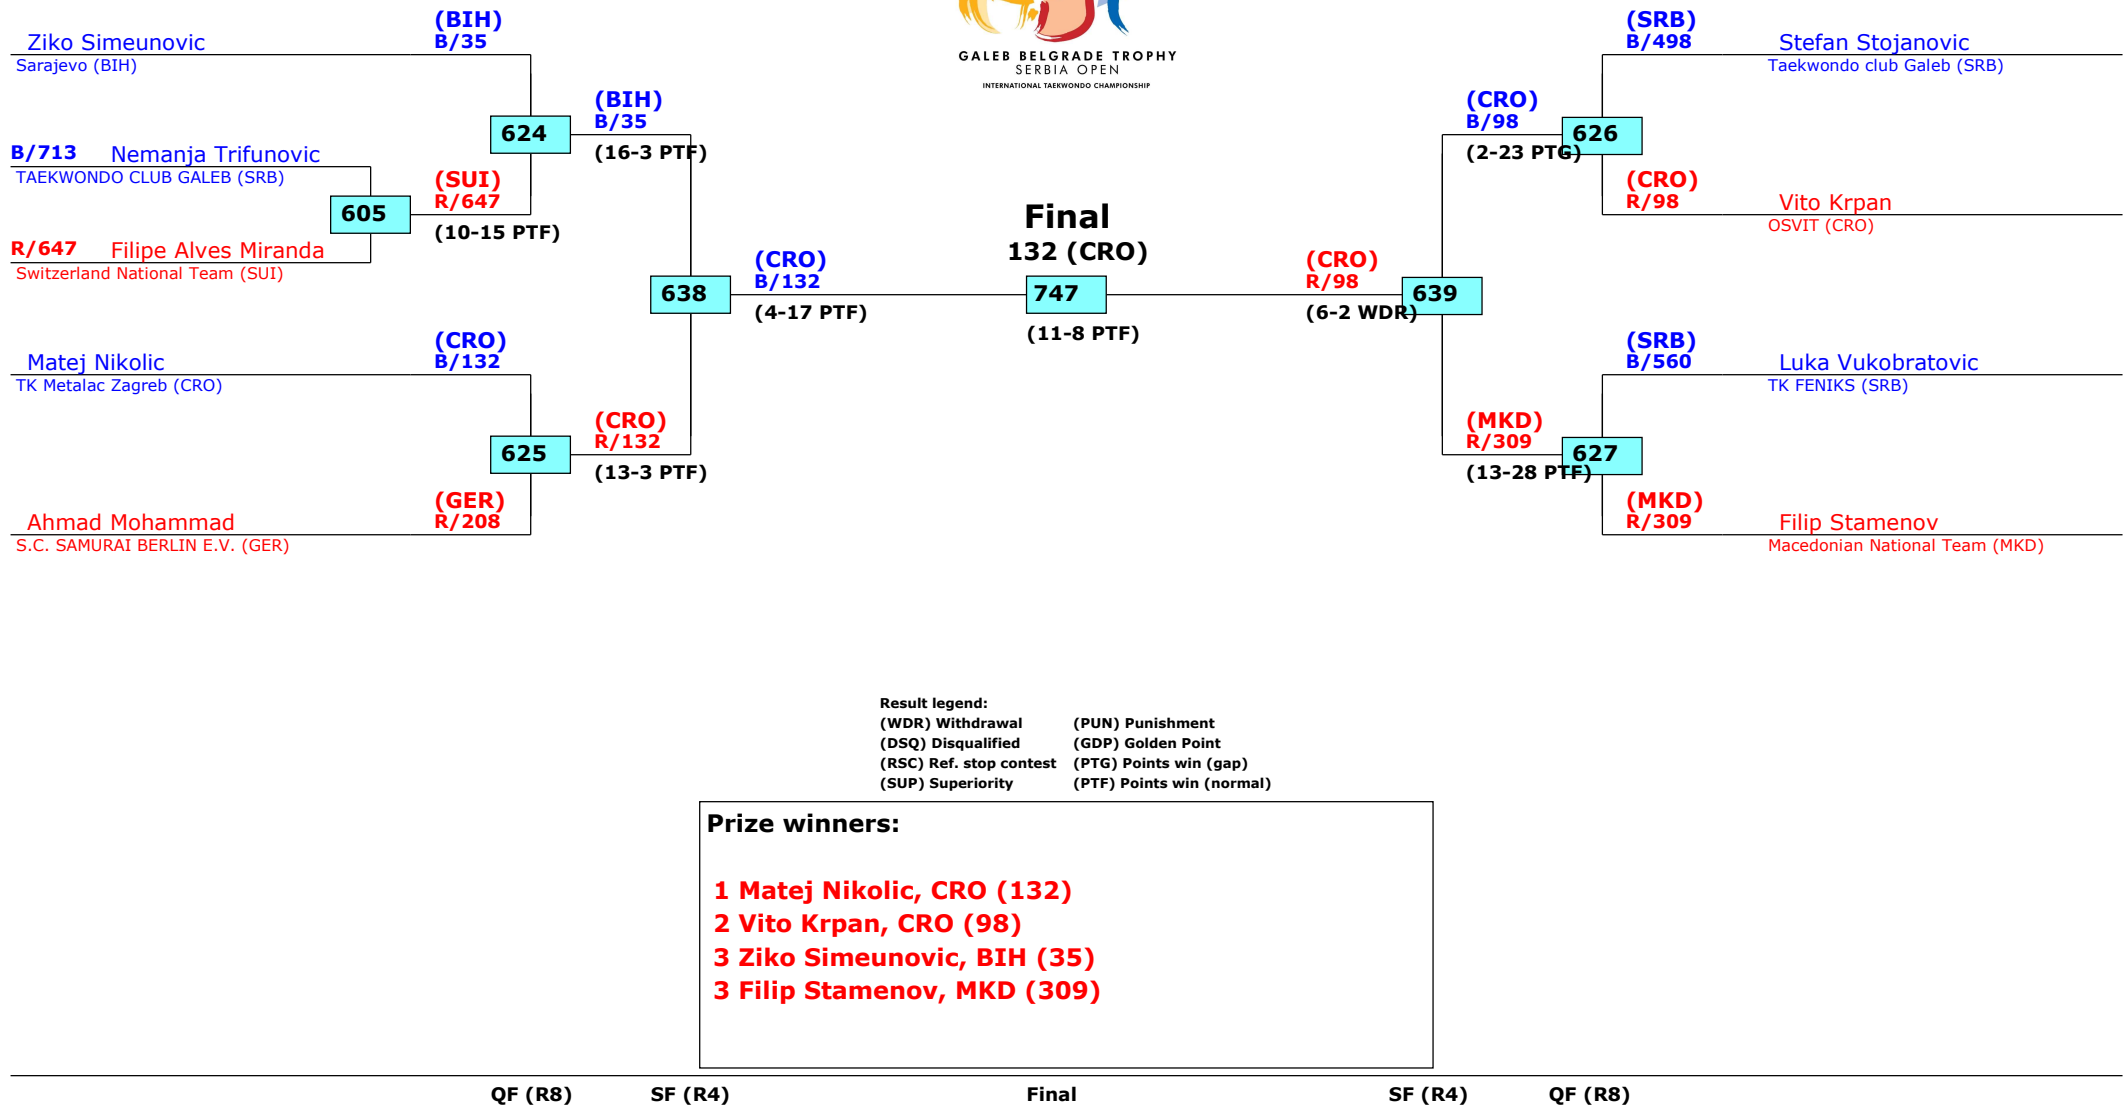 GALEB BELGRADE TROPHY
SERBIA OPEN
INTERNATIONAL TAEKWONDO CHAMPIONSHIP
Ziko Simeunovic
Sarajevo (BIH)
(BIH)
B/35
B/713 Nemanja Trifunovic
TAEKWONDO CLUB GALEB (SRB)
605
R/647 Filipe Alves Miranda
Switzerland National Team (SUI)
(SUI)
R/647
(10-15 PTF)
624
(BIH)
B/35
(16-3 PTF)
Matej Nikolic
TK Metalac Zagreb (CRO)
(CRO)
B/132
625
Ahmad Mohammad
S.C. SAMURAI BERLIN E.V. (GER)
(GER)
R/208
(CRO)
R/132
(13-3 PTF)
638
(CRO)
B/132
(4-17 PTF)
Final
132 (CRO)
747
(11-8 PTF)
(CRO)
R/98
(6-2 WDR)
639
(CRO)
B/98
(2-23 PTG)
626
(SRB)
B/498
Stefan Stojanovic
Taekwondo club Galeb (SRB)
(CRO)
R/98
Vito Krpan
OSVIT (CRO)
(MKD)
R/309
(13-28 PTF)
627
(SRB)
B/560
Luka Vukobratovic
TK FENIKS (SRB)
(MKD)
R/309
Filip Stamenov
Macedonian National Team (MKD)
Result legend:
(WDR) Withdrawal (PUN) Punishment
(DSQ) Disqualified (GDP) Golden Point
(RSC) Ref. stop contest (PTG) Points win (gap)
(SUP) Superiority (PTF) Points win (normal)
Prize winners:
1 Matej Nikolic, CRO (132)
2 Vito Krpan, CRO (98)
3 Ziko Simeunovic, BIH (35)
3 Filip Stamenov, MKD (309)
QF (R8) SF (R4) Final SF (R4) QF (R8)